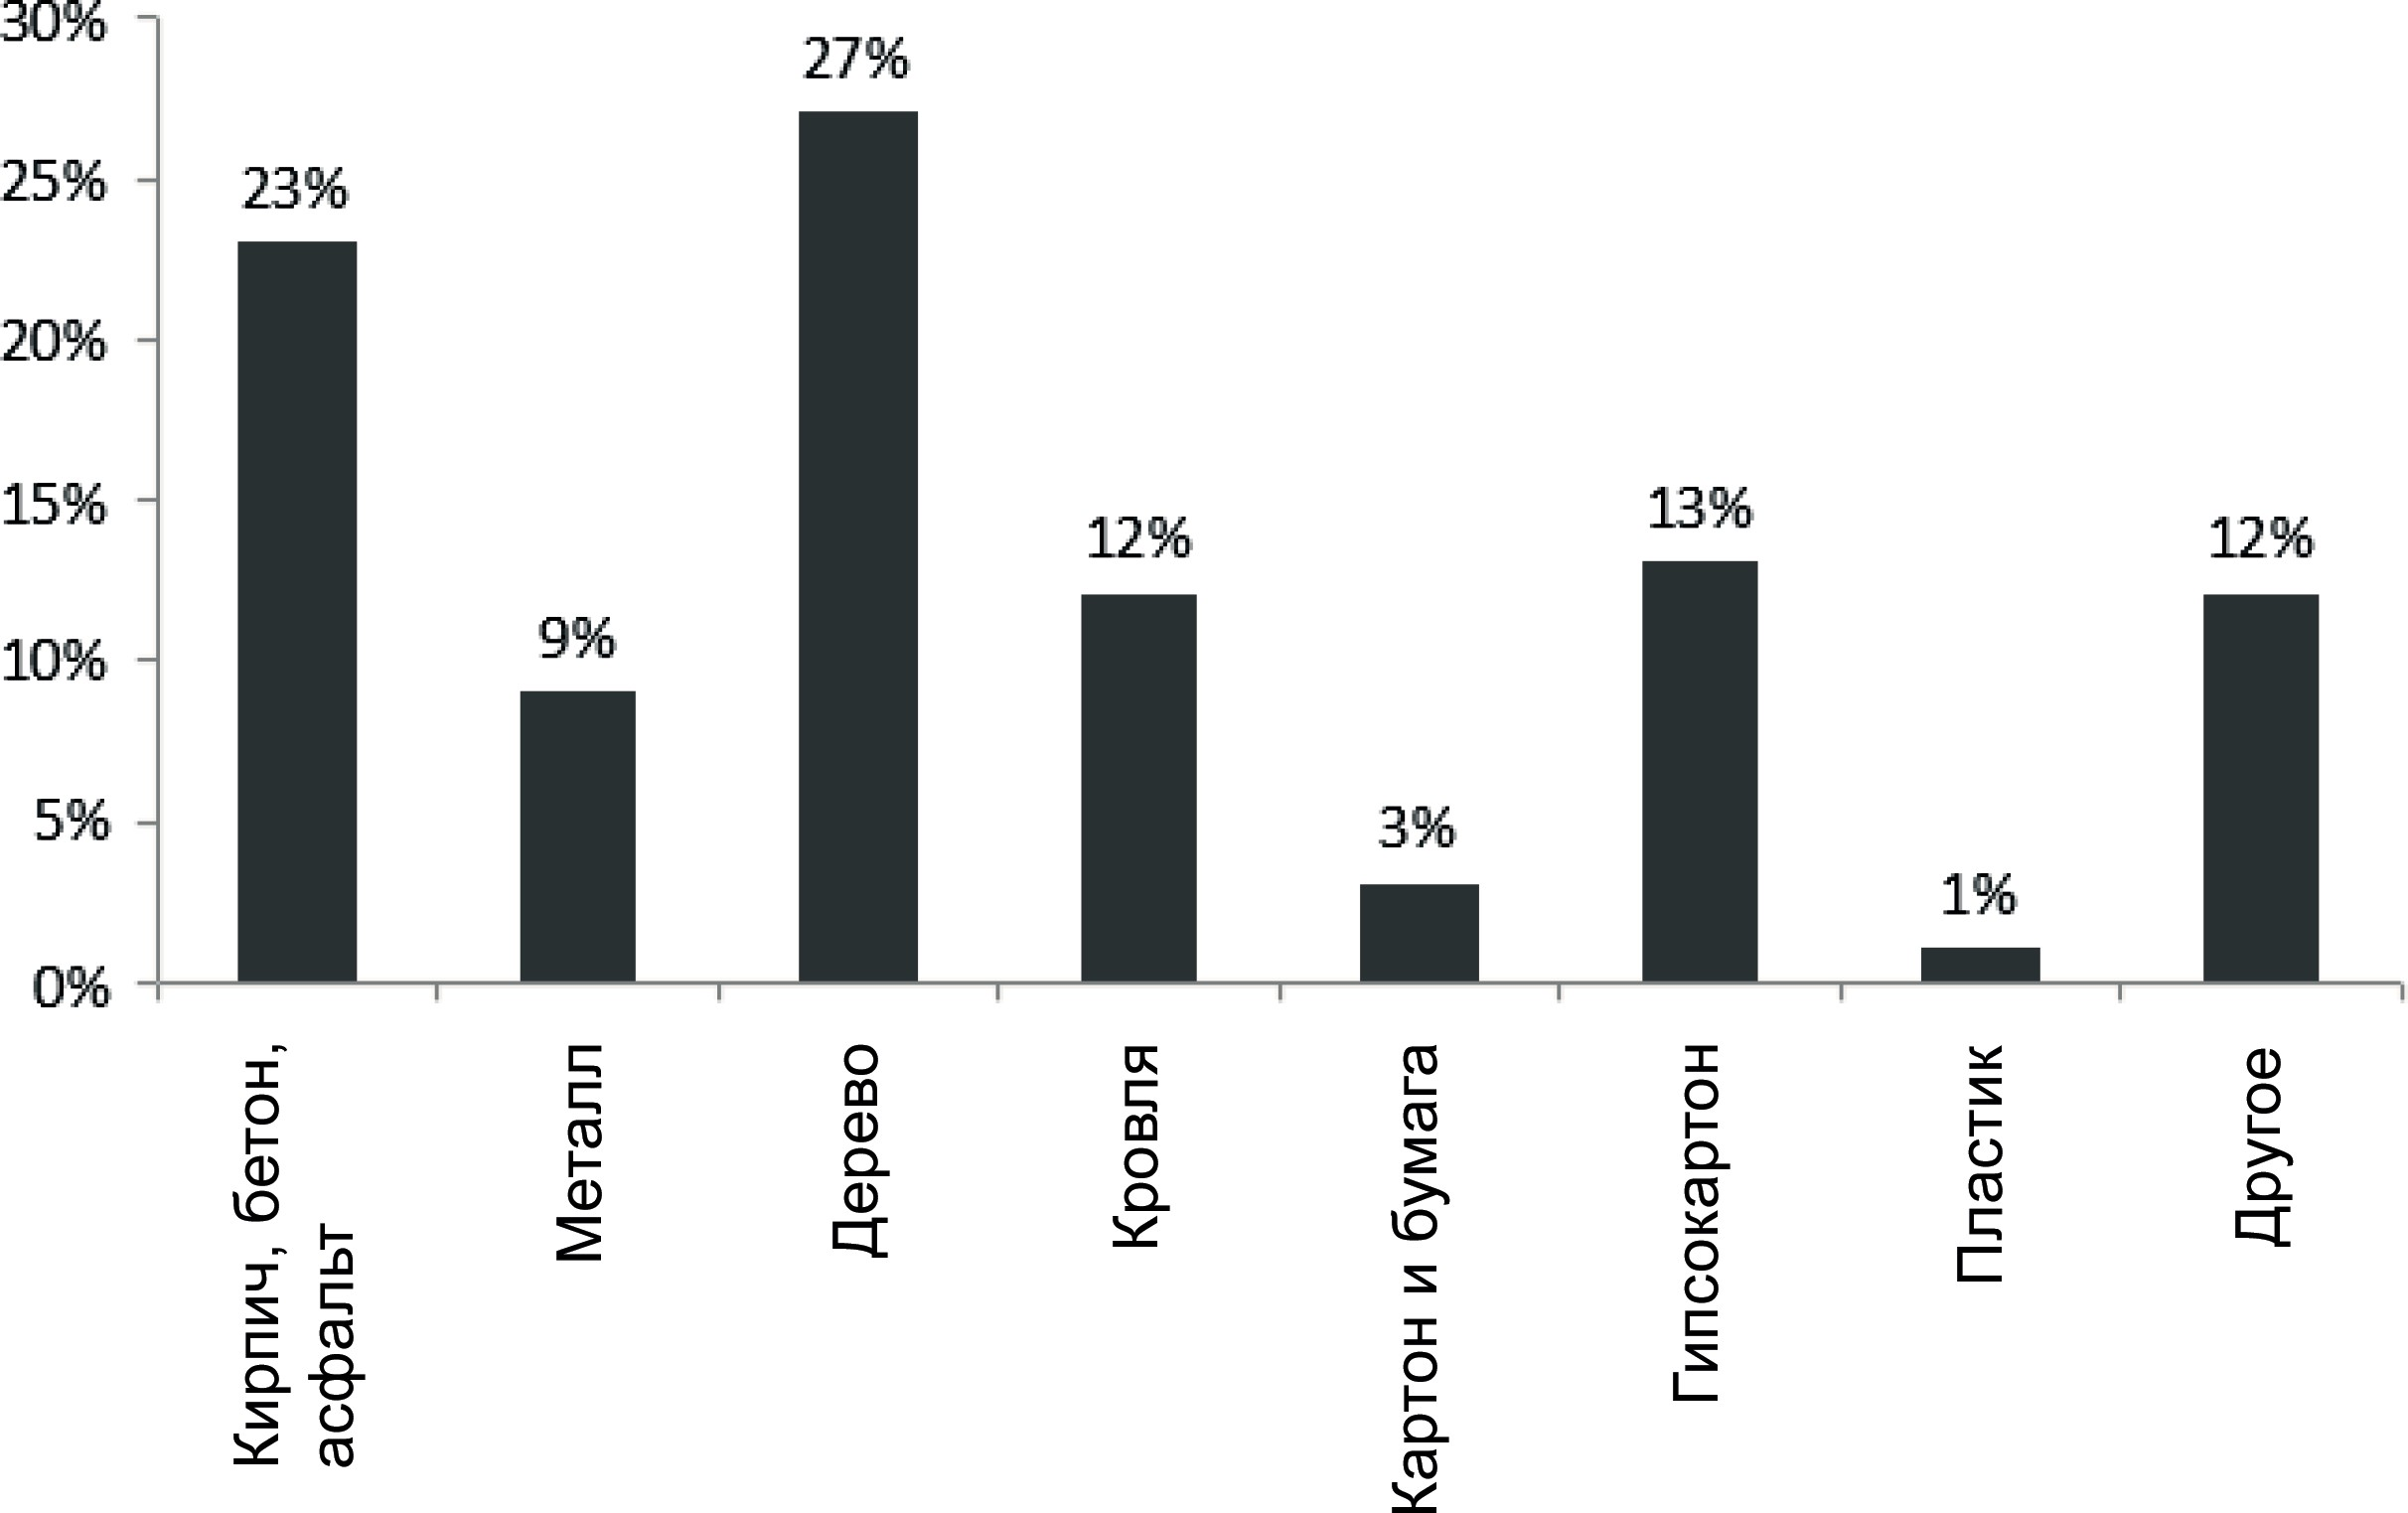 30%
25%
20%
15%
10%
5%
0%
23%
9%
27%
12%
3%
13%
1%
12%
Кирпич, бетон,
асфальт
Металл
Дерево
Кровля
Картон и бумага
Гипсокартон
Пластик
Другое